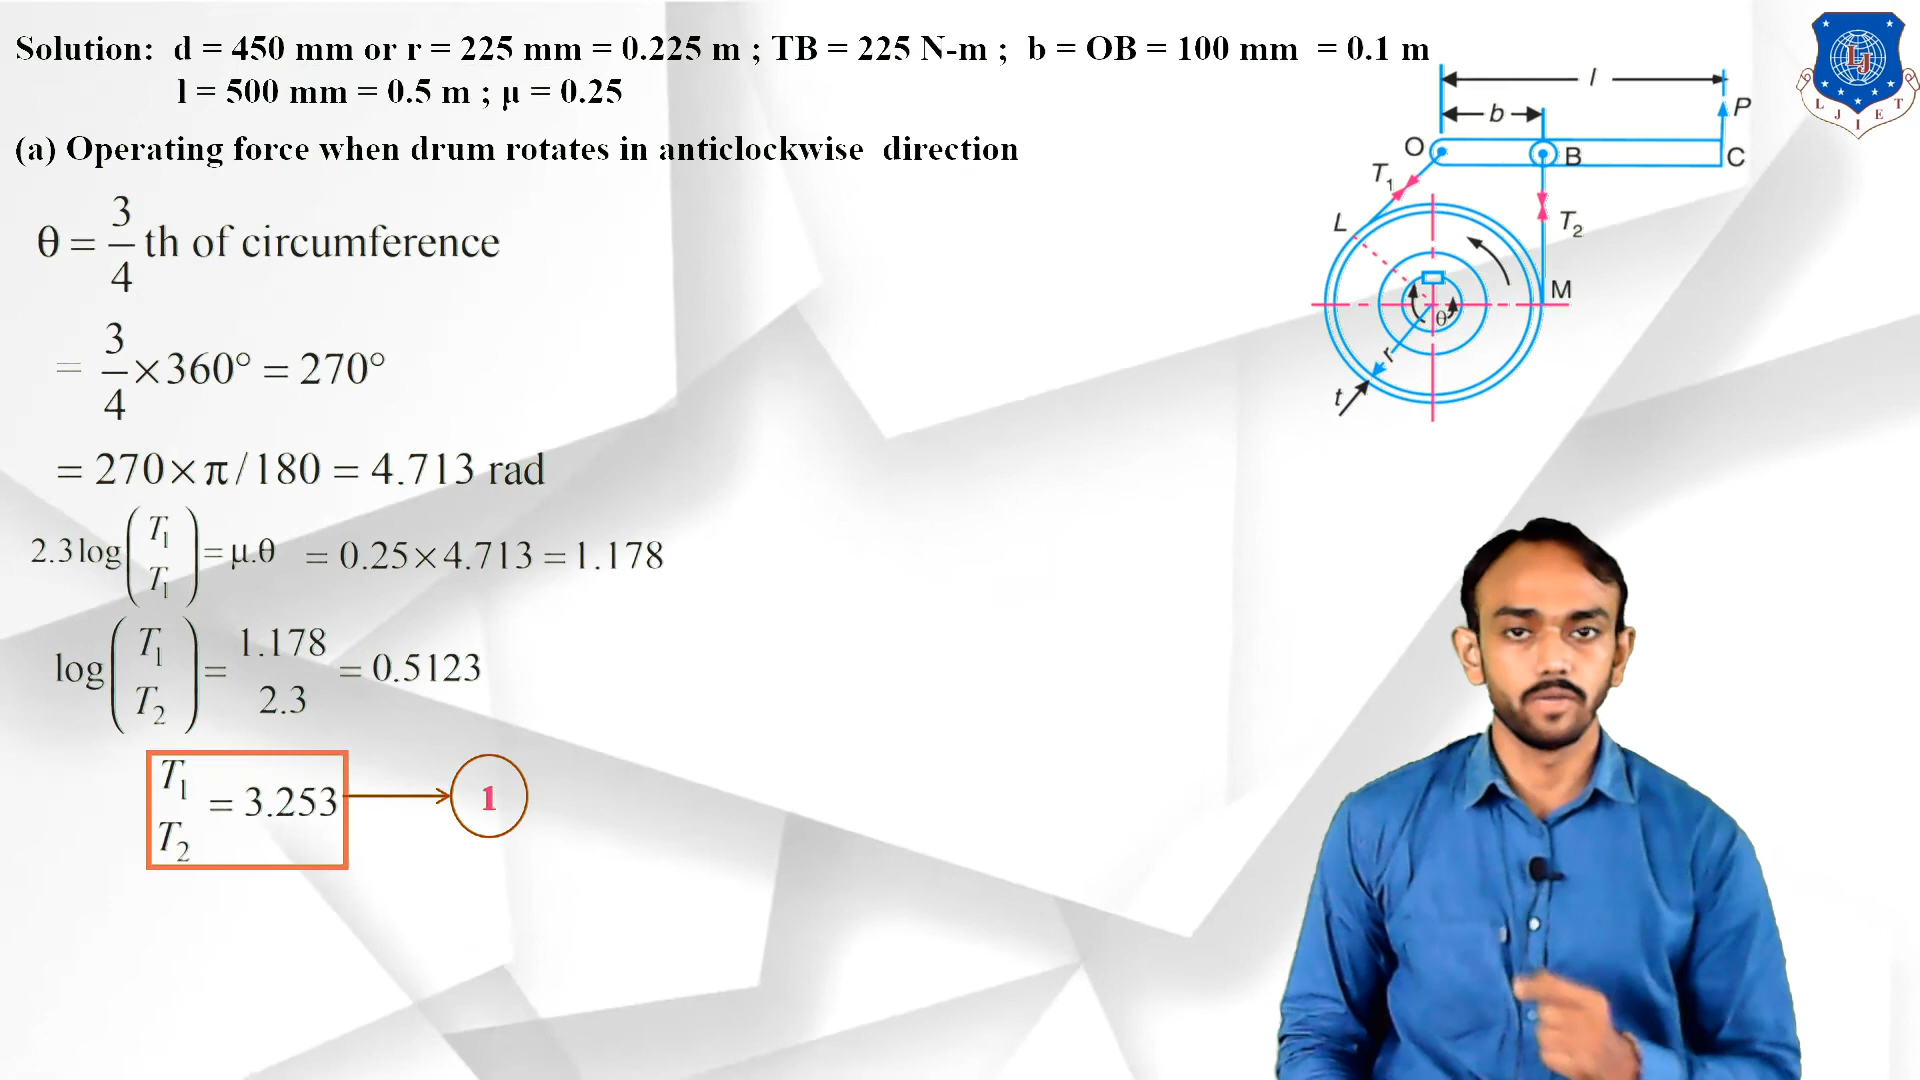 Solution: d = 450 mm or r = 225 mm = 0.225 m ; TB = 225 N-m ; b = OB = 100 mm = 0.1 m
l = 500 mm = 0.5 m ; μ = 0.25
(a) Operating force when drum rotates in anticlockwise direction
θ = 3/4 th of circumference
= 3/4 × 360° = 270°
= 270 × π / 180 = 4.713 rad
2.3 log (T₁ / T₁) = μ.θ = 0.25 × 4.713 = 1.178
log (T₁ / T₂) = 1.178 / 2.3 = 0.5123
T₁ / T₂ = 3.253
1
l
b
P
O
B
C
T₁
L
T₂
M
θ
r
t
LJ
L J I E T